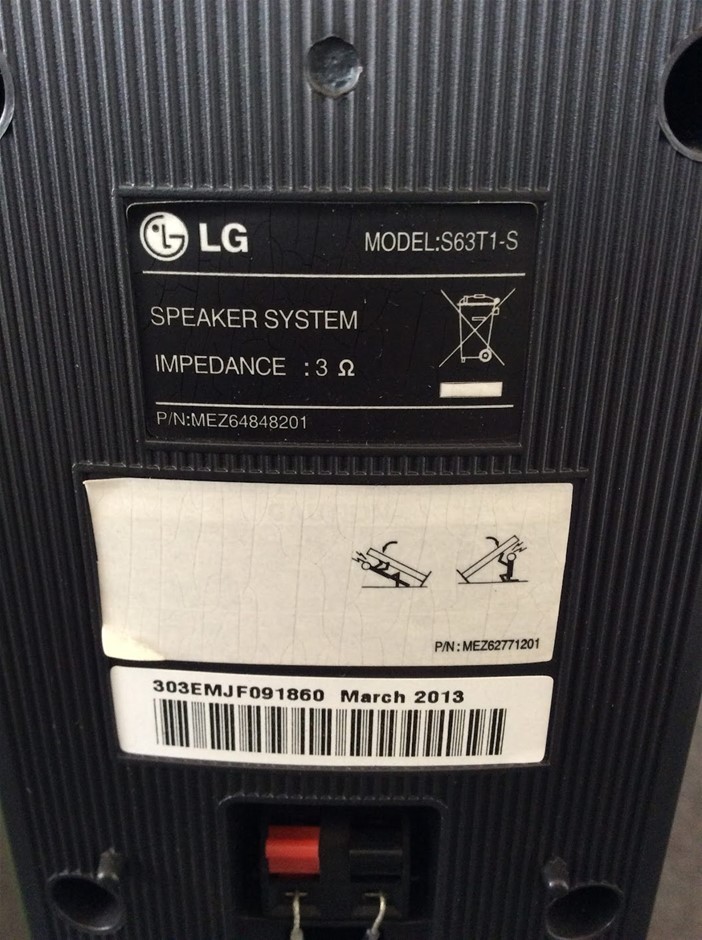 LG MODEL:S63T1-S
SPEAKER SYSTEM
IMPEDANCE : 3 Ω
P/N:MEZ64848201
P/N : MEZ62771201
303EMJF091860 March 2013